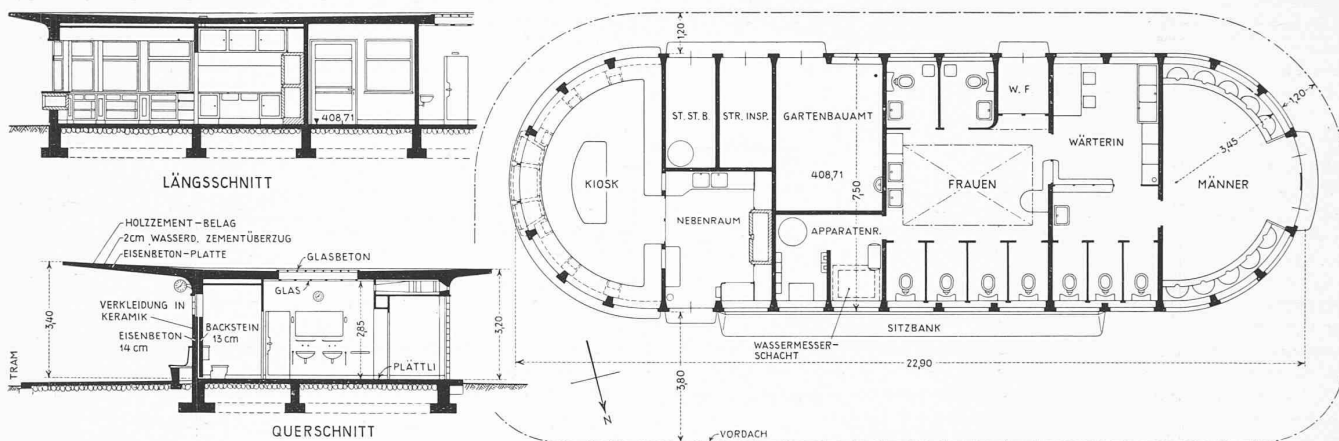 408,71
LÄNGSSCHNITT
HOLZZEMENT-BELAG
2cm WASSERD. ZEMENTÜBERZUG
EISENBETON-PLATTE
GLASBETON
GLAS
VERKLEIDUNG IN
KERAMIK
EISENBETON
14 cm
BACKSTEIN
13 cm
3,40
2,85
3,20
PLÄTTLI
TRAM
QUERSCHNITT
1,20
ST. ST. B.
STR. INSP.
GARTENBAUAMT
W. F
WÄRTERIN
1,20
3,45
KIOSK
408,71
7,50
FRAUEN
MÄNNER
NEBENRAUM
APPARATENR.
SITZBANK
WASSERMESSER-
SCHACHT
22,90
3,80
N
VORDACH